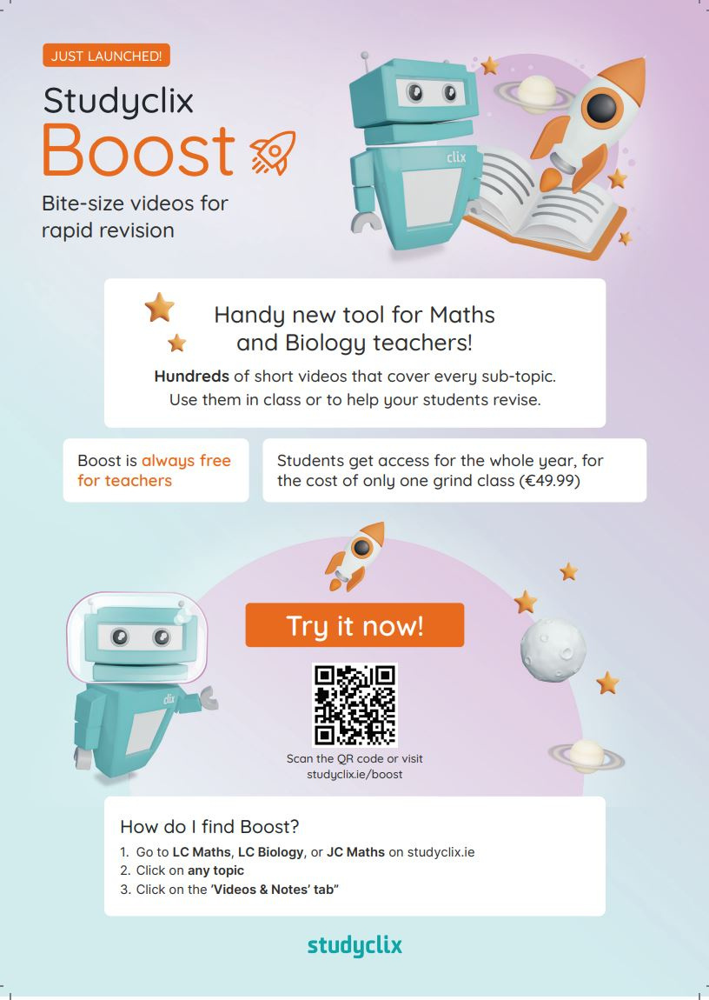 JUST LAUNCHED!
Studyclix
Boost
Bite-size videos for
rapid revision
clix
Handy new tool for Maths
and Biology teachers!
Hundreds of short videos that cover every sub-topic.
Use them in class or to help your students revise.
Boost is always free
for teachers
Students get access for the whole year, for
the cost of only one grind class (€49.99)
Try it now!
clix
Scan the QR code or visit
studyclix.ie/boost
How do I find Boost?
1. Go to LC Maths, LC Biology, or JC Maths on studyclix.ie
2. Click on any topic
3. Click on the ‘Videos & Notes’ tab”
studyclix